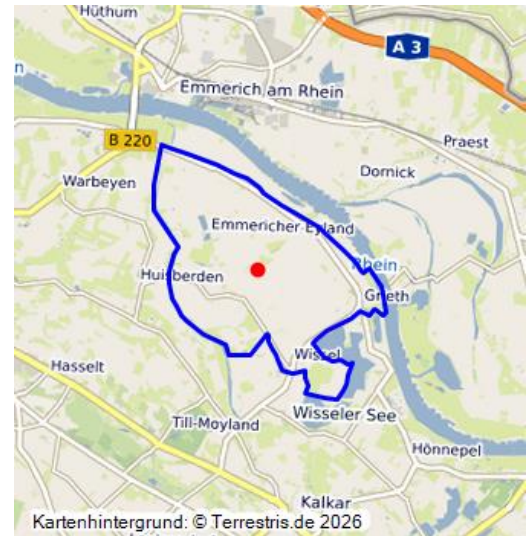 Hüthum
A 3
Emmerich am Rhein
B 220
Praest
Warbeyen
Dornick
Emmericher Eyland
Rhein
Huisberden
Grieth
Wissel
Hasselt
Wisseler See
Till-Moyland
Hönnepel
Kalkar
Kartenhintergrund: © Terrestris.de 2026